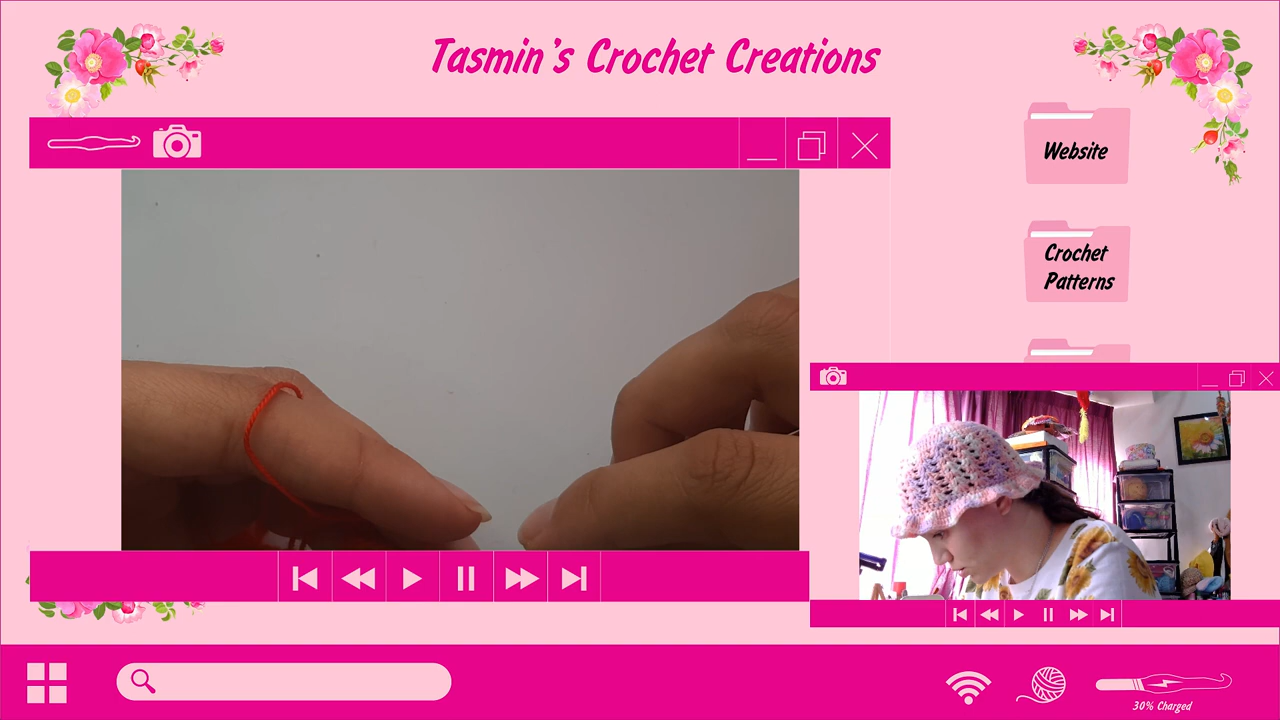 Tasmin's Crochet Creations
Website
Crochet
Patterns
30% Charged